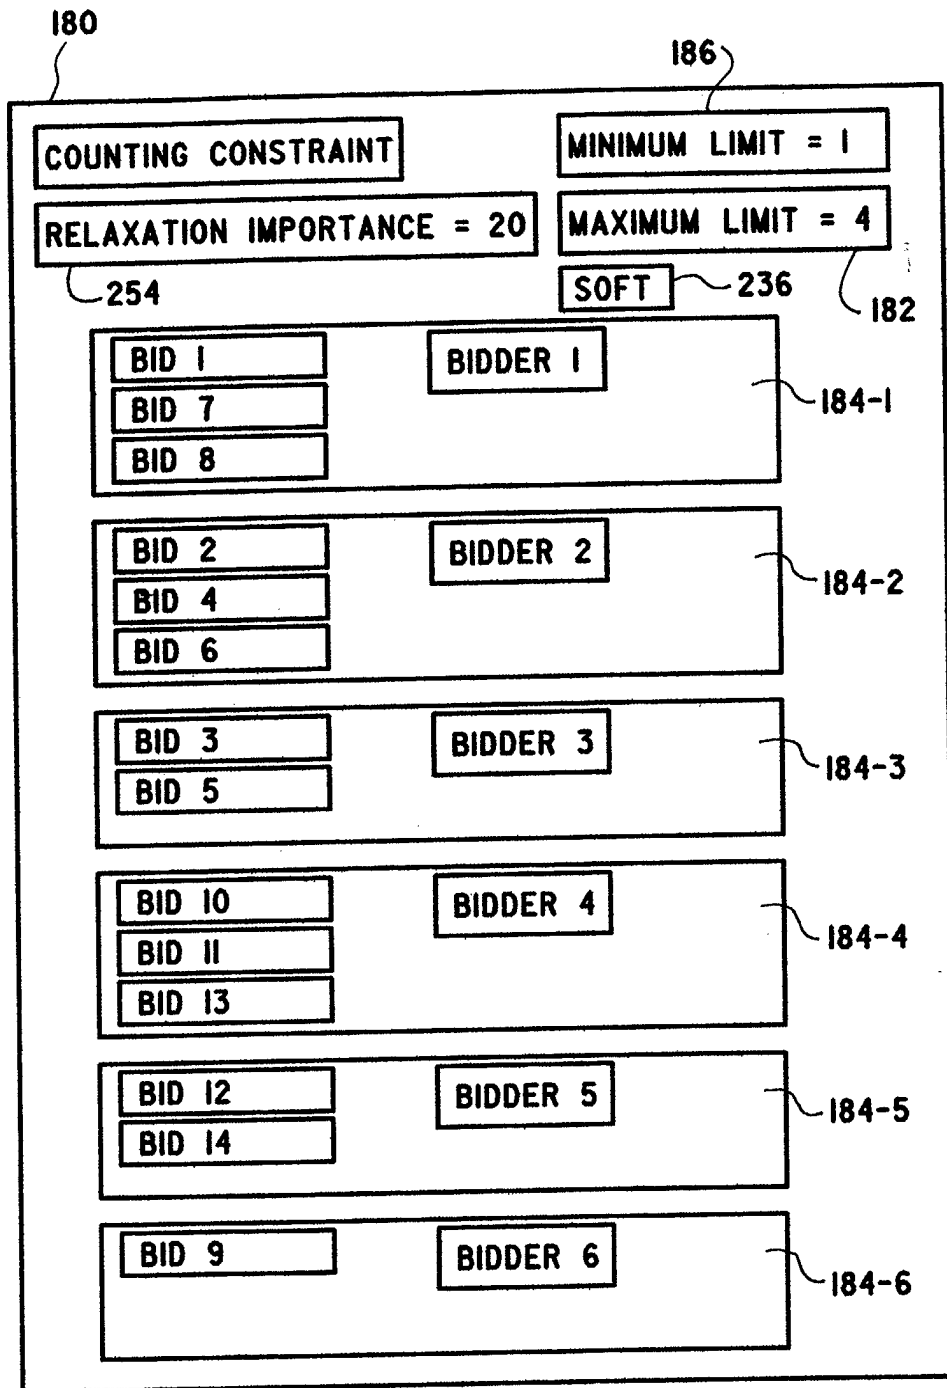 180
186
COUNTING CONSTRAINT
MINIMUM LIMIT = 1
RELAXATION IMPORTANCE = 20
MAXIMUM LIMIT = 4
254
SOFT
236
182
BID 1
BIDDER 1
BID 7
184-1
BID 8
BID 2
BIDDER 2
BID 4
184-2
BID 6
BID 3
BIDDER 3
184-3
BID 5
BID 10
BIDDER 4
BID 11
184-4
BID 13
BID 12
BIDDER 5
184-5
BID 14
BID 9
BIDDER 6
184-6